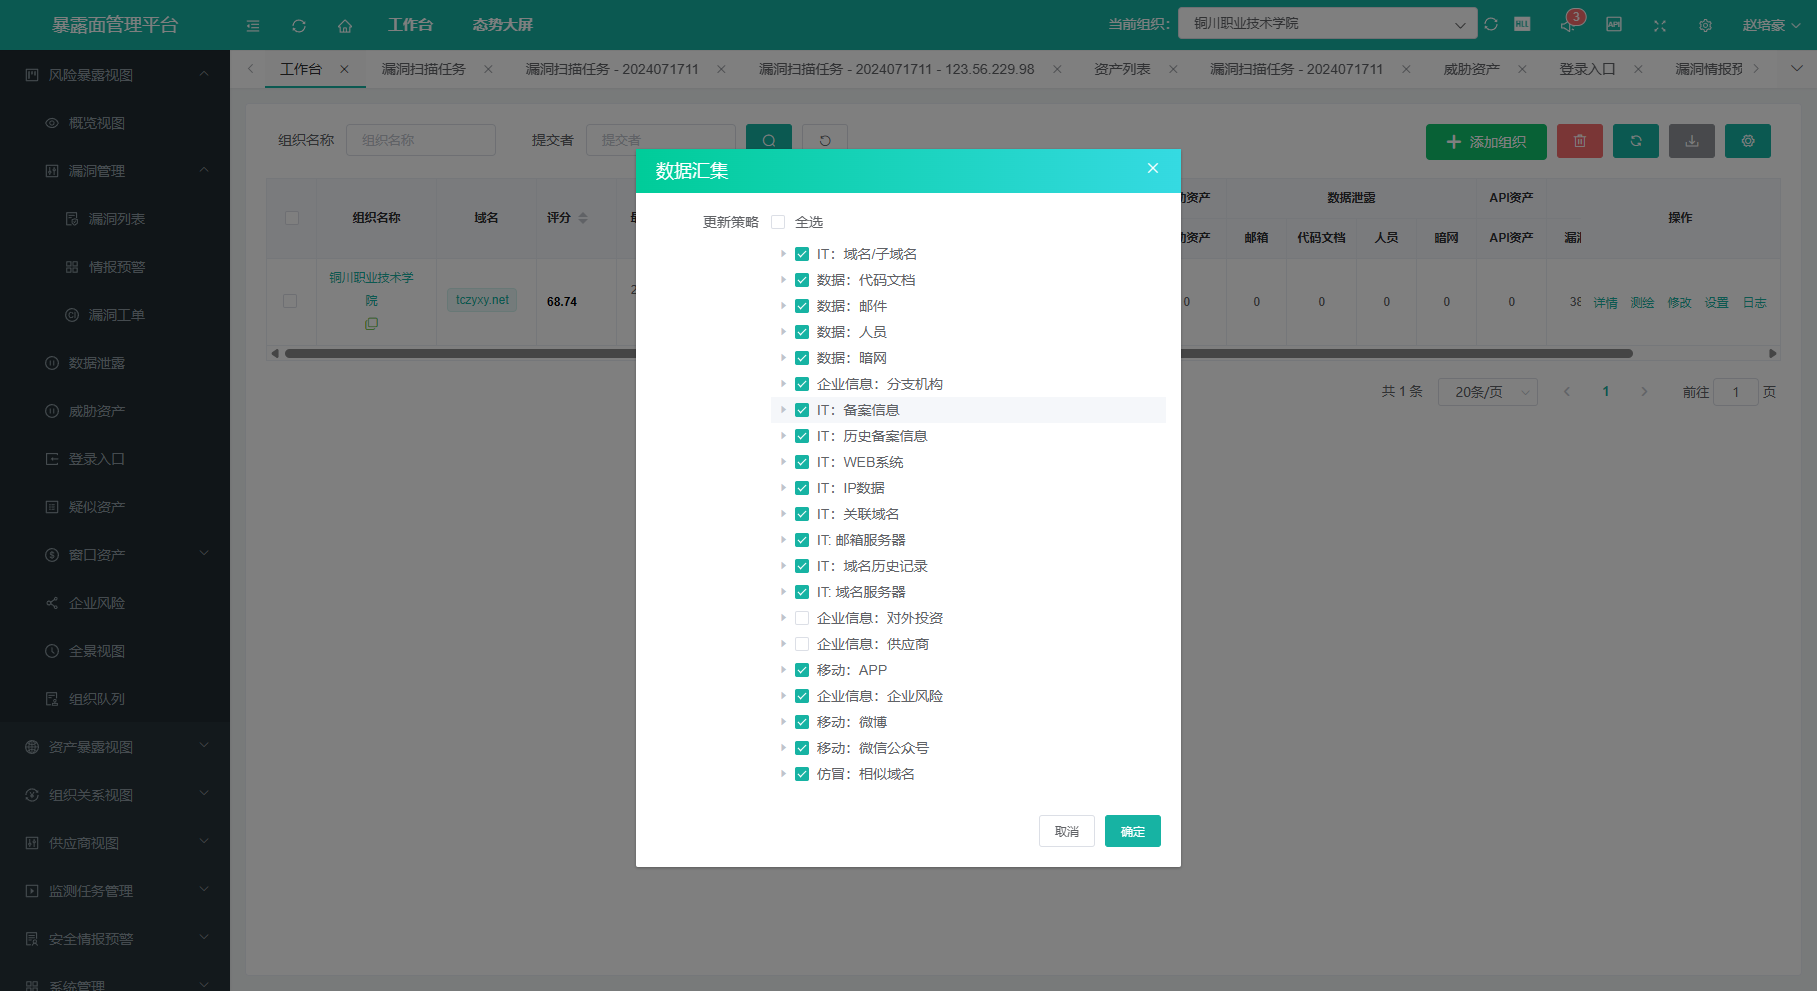 暴露面管理平台
工作台
态势大屏
当前组织：
铜川职业技术学院
3
赵培豪
风险暴露视图
概览视图
漏洞管理
漏洞列表
情报预警
漏洞工单
数据泄露
威胁资产
登录入口
疑似资产
窗口资产
企业风险
全景视图
组织队列
资产暴露视图
组织关系视图
供应商视图
监测任务管理
安全情报预警
系统管理
工作台
漏洞扫描任务
漏洞扫描任务 - 2024071711
漏洞扫描任务 - 2024071711 - 123.56.229.98
资产列表
漏洞扫描任务 - 2024071711
威胁资产
登录入口
漏洞情报预
组织名称
组织名称
提交者
提交者
添加组织
组织名称
域名
评分
动资产
数据泄露
API资产
操作
动资产
邮箱
代码文档
人员
暗网
API资产
漏洞
铜川职业技术学院
tczyxy.net
68.74
2
0
0
0
0
0
0
38
详情
测绘
修改
设置
日志
共 1 条
20条/页
1
前往
1
页
数据汇集
更新策略
全选
IT：域名/子域名
数据：代码文档
数据：邮件
数据：人员
数据：暗网
企业信息：分支机构
IT：备案信息
IT：历史备案信息
IT：WEB系统
IT：IP数据
IT：关联域名
IT: 邮箱服务器
IT：域名历史记录
IT: 域名服务器
企业信息：对外投资
企业信息：供应商
移动：APP
企业信息：企业风险
移动：微博
移动：微信公众号
仿冒：相似域名
取消
确定